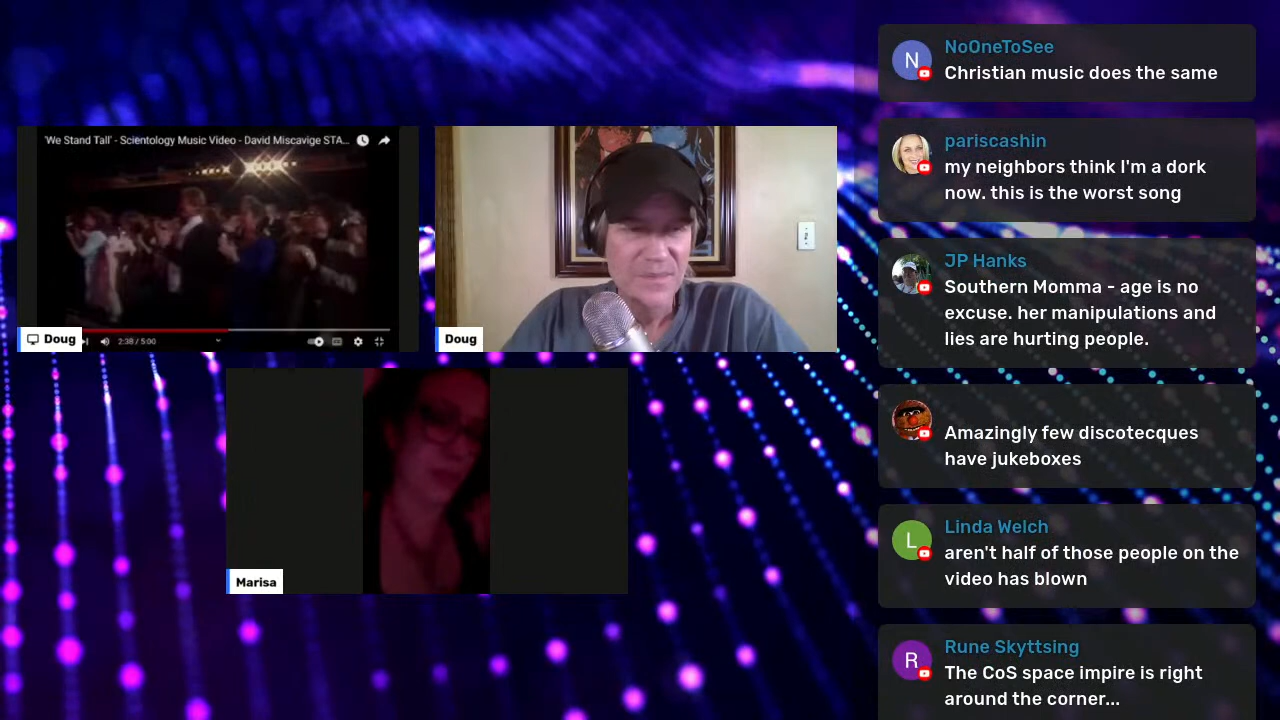 'We Stand Tall' - Scientology Music Video - David Miscavige STA...
2:38 / 5:00
Doug
Doug
Marisa
N
NoOneToSee
Christian music does the same
pariscashin
my neighbors think I'm a dork
now. this is the worst song
JP Hanks
Southern Momma - age is no
excuse. her manipulations and
lies are hurting people.
Amazingly few discotecques
have jukeboxes
L
Linda Welch
aren't half of those people on the
video has blown
R
Rune Skyttsing
The CoS space impire is right
around the corner...